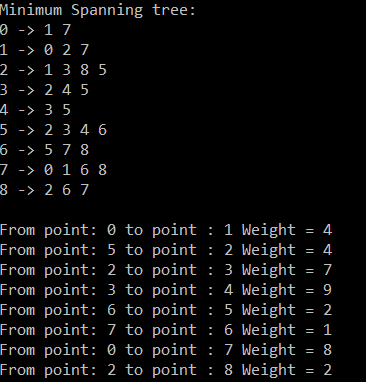 Minimum Spanning tree:
0 -> 1 7
1 -> 0 2 7
2 -> 1 3 8 5
3 -> 2 4 5
4 -> 3 5
5 -> 2 3 4 6
6 -> 5 7 8
7 -> 0 1 6 8
8 -> 2 6 7
From point: 0 to point : 1 Weight = 4
From point: 5 to point : 2 Weight = 4
From point: 2 to point : 3 Weight = 7
From point: 3 to point : 4 Weight = 9
From point: 6 to point : 5 Weight = 2
From point: 7 to point : 6 Weight = 1
From point: 0 to point : 7 Weight = 8
From point: 2 to point : 8 Weight = 2